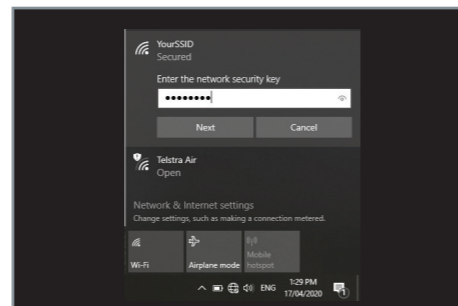 YourSSID
Secured
Enter the network security key
••••••••
Next
Cancel
Telstra Air
Open
Network & Internet settings
Change settings, such as making a connection metered.
Wi-Fi
Airplane mode
Mobile
hotspot
ENG
1:29 PM
17/04/2020
1